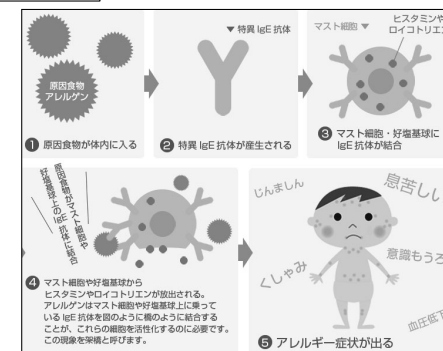 原因食物
アレルゲン
❶ 原因食物が体内に入る
▼ 特異 IgE 抗体
❷ 特異 IgE 抗体が産生される
マスト細胞 ▼
ヒスタミンや
ロイコトリエ
❸ マスト細胞・好塩基球に
IgE 抗体が結合
原因食物がマスト細胞や
好塩基球上の IgE 抗体に結合
❹ マスト細胞や好塩基球から
ヒスタミンやロイコトリエンが放出される。
アレルゲンはマスト細胞や好塩基球上に乗って
いる IgE 抗体を図のように橋のように結合する
ことが、これらの細胞を活性化するのに必要です。
この現象を架橋と呼びます。
じんましん
息苦しい
くしゃみ
意識もうろ
血圧低下
❺ アレルギー症状が出る